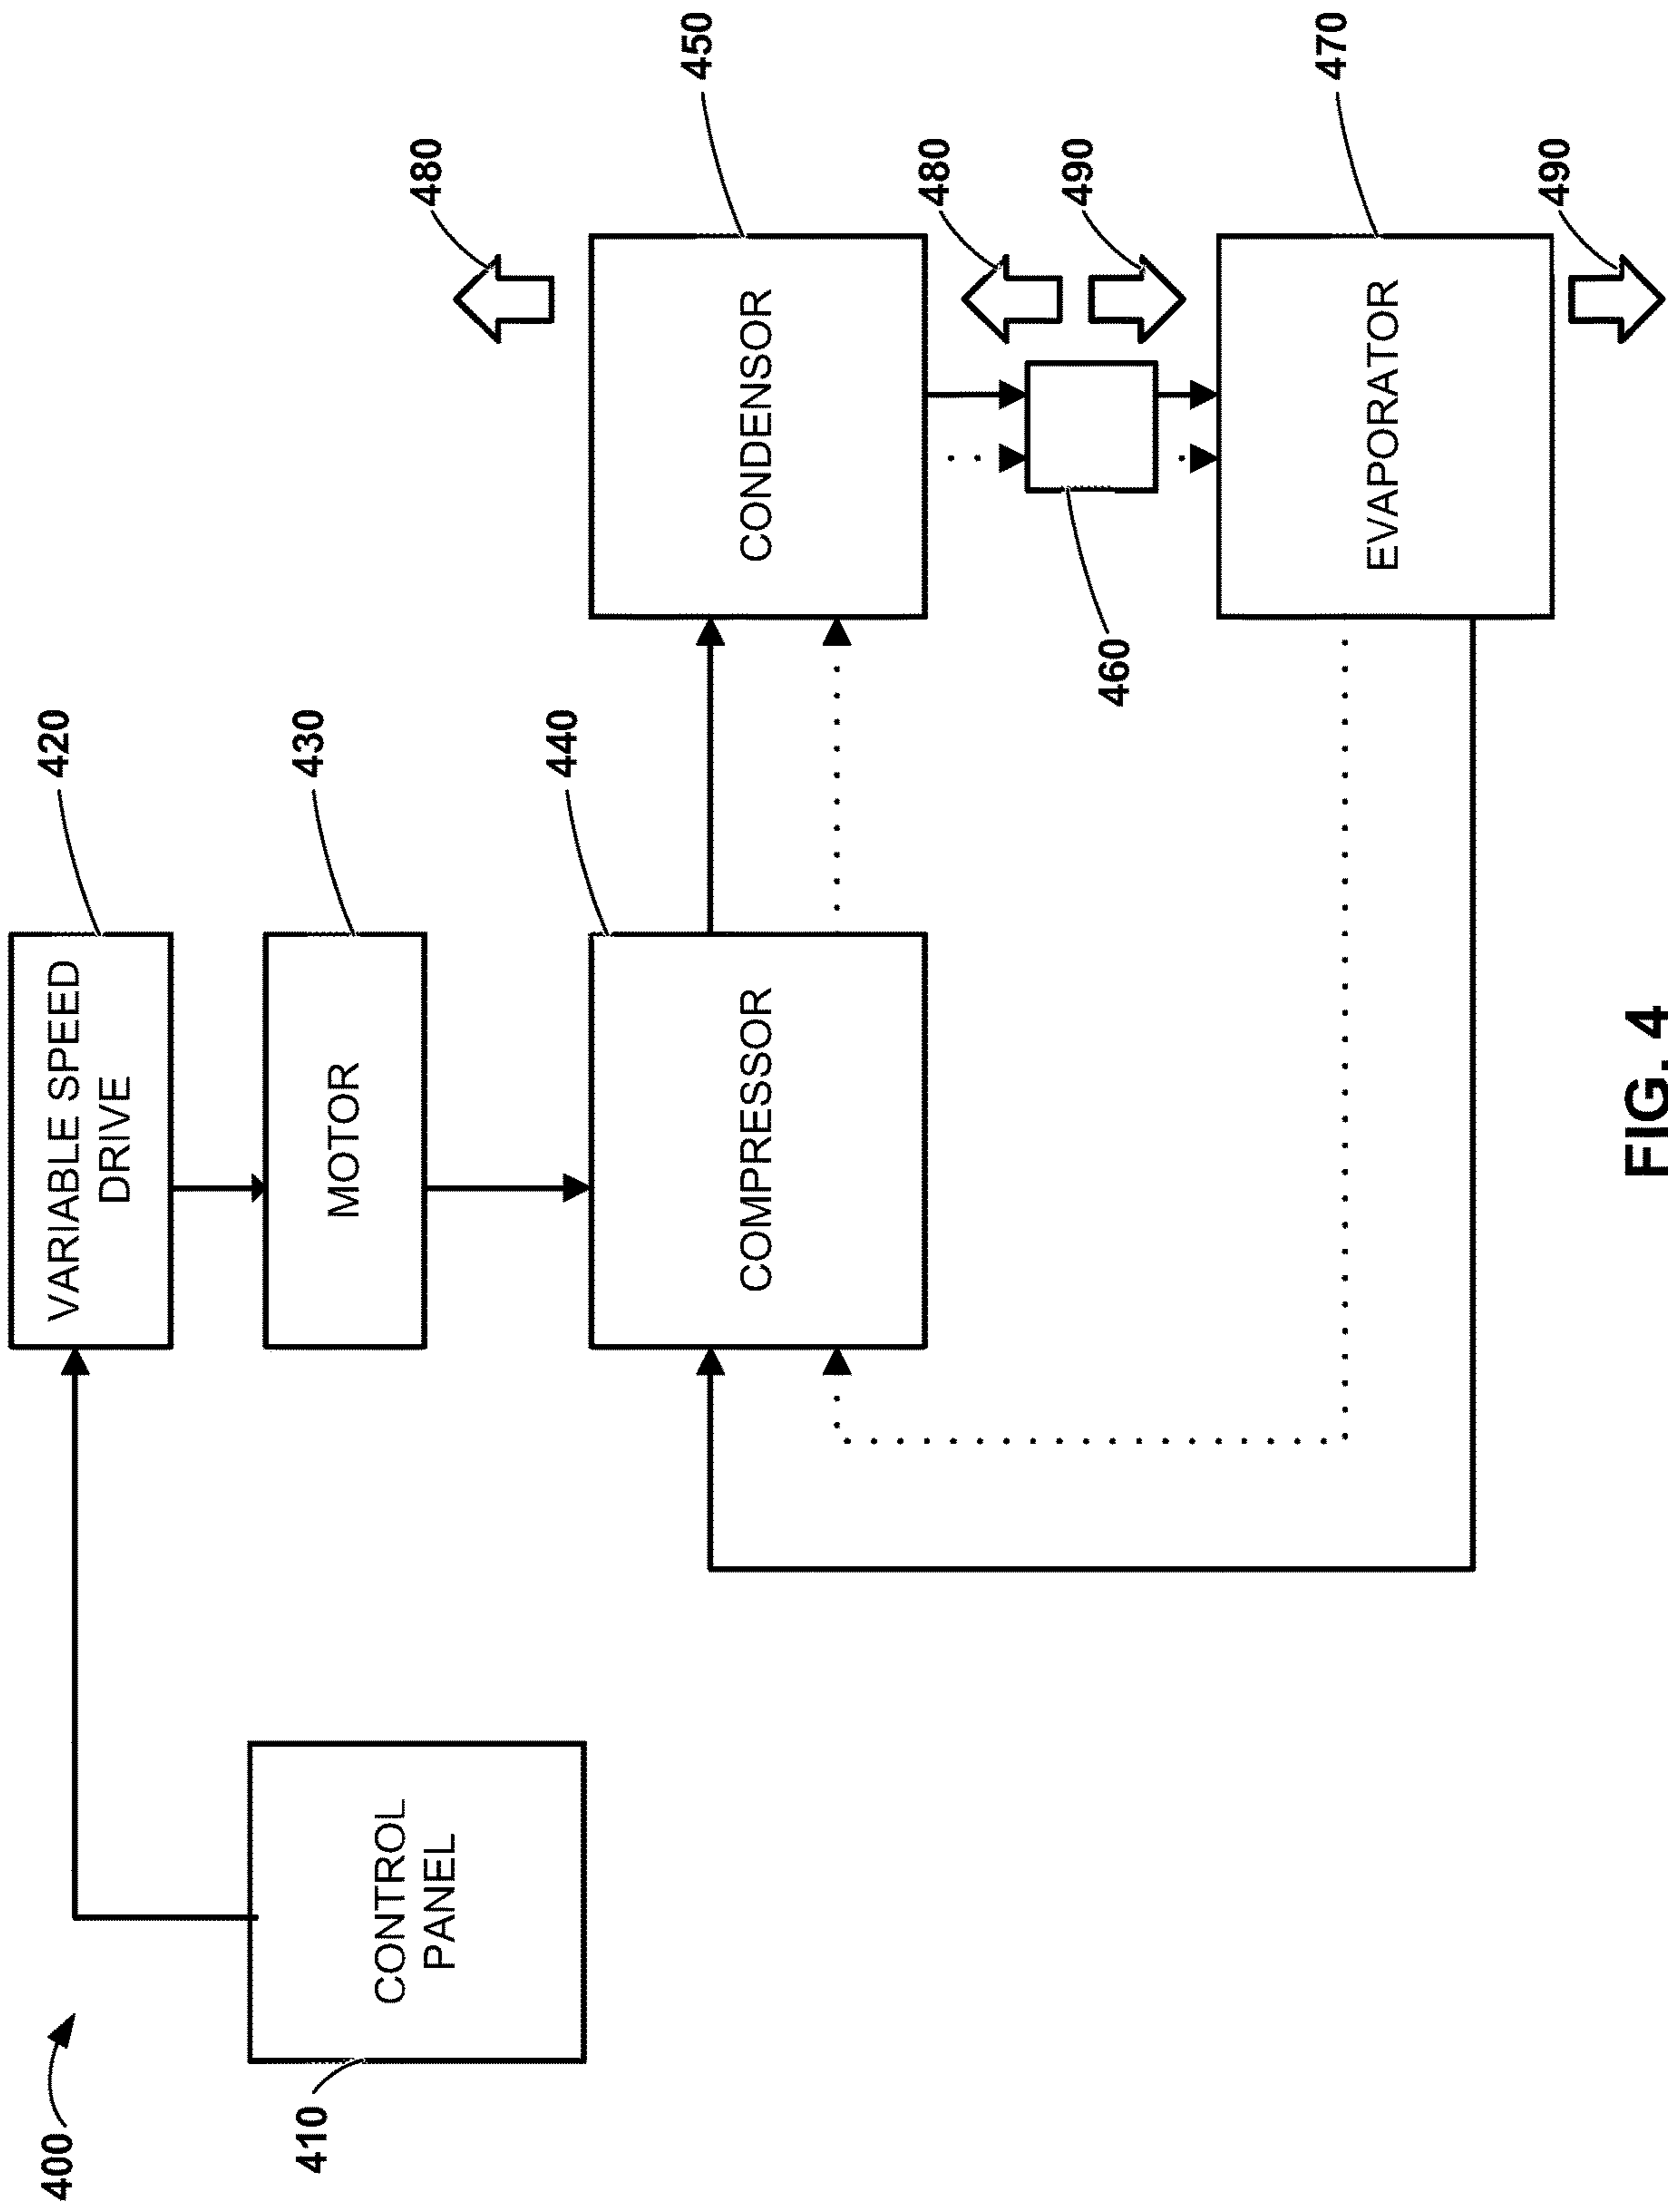 400
410
CONTROL
PANEL
VARIABLE SPEED
DRIVE
420
MOTOR
430
COMPRESSOR
440
CONDENSOR
450
480
480
490
460
EVAPORATOR
470
490
FIG. 4